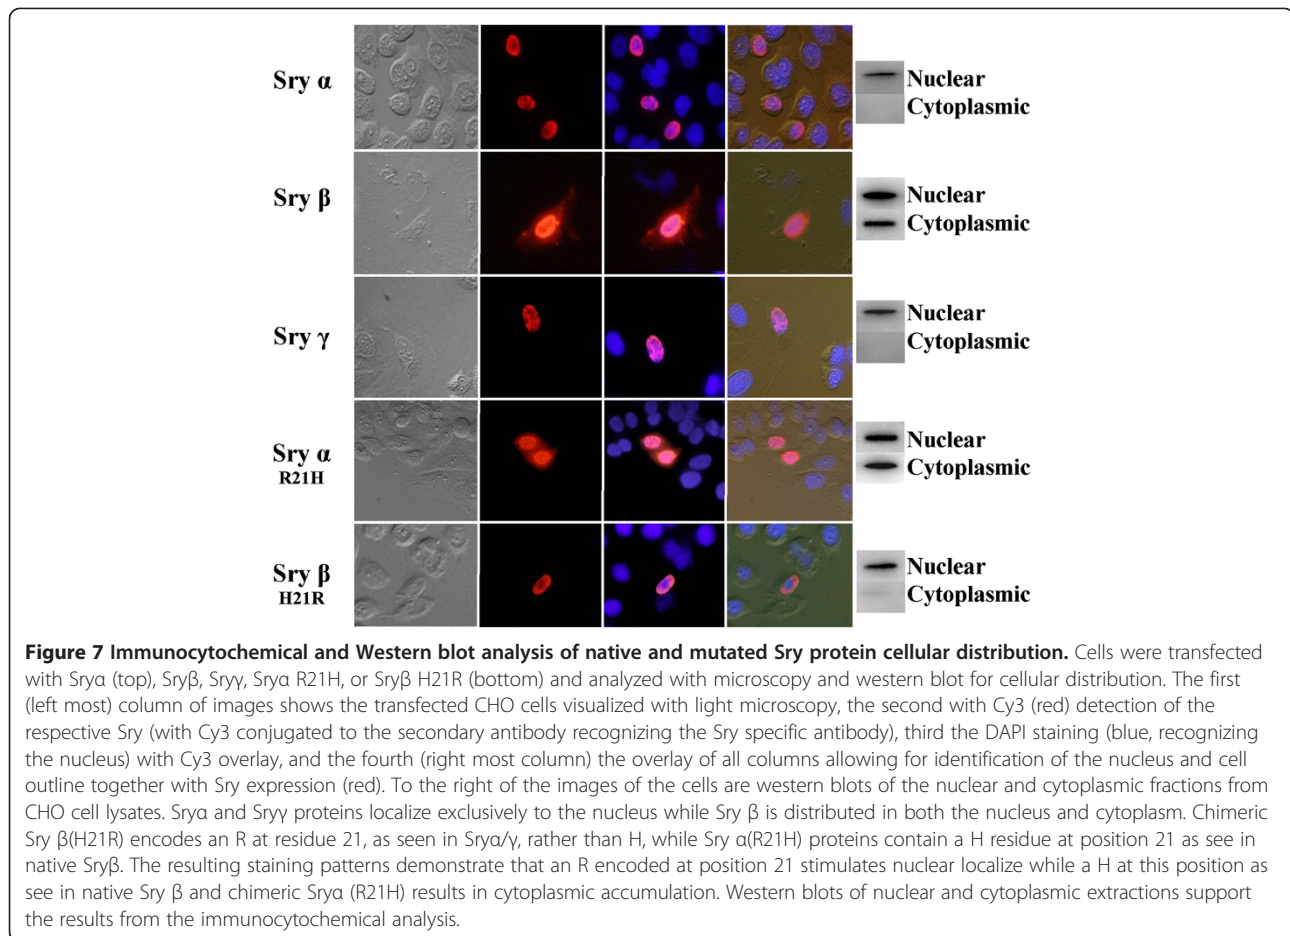 Sry α
Nuclear
Cytoplasmic
Sry β
Nuclear
Cytoplasmic
Sry γ
Nuclear
Cytoplasmic
Sry α
R21H
Nuclear
Cytoplasmic
Sry β
H21R
Nuclear
Cytoplasmic
Figure 7 Immunocytochemical and Western blot analysis of native and mutated Sry protein cellular distribution. Cells were transfected
with Sryα (top), Sryβ, Sryγ, Sryα R21H, or Sryβ H21R (bottom) and analyzed with microscopy and western blot for cellular distribution. The first
(left most) column of images shows the transfected CHO cells visualized with light microscopy, the second with Cy3 (red) detection of the
respective Sry (with Cy3 conjugated to the secondary antibody recognizing the Sry specific antibody), third the DAPI staining (blue, recognizing
the nucleus) with Cy3 overlay, and the fourth (right most column) the overlay of all columns allowing for identification of the nucleus and cell
outline together with Sry expression (red). To the right of the images of the cells are western blots of the nuclear and cytoplasmic fractions from
CHO cell lysates. Sryα and Sryγ proteins localize exclusively to the nucleus while Sry β is distributed in both the nucleus and cytoplasm. Chimeric
Sry β(H21R) encodes an R at residue 21, as seen in Sryα/γ, rather than H, while Sry α(R21H) proteins contain a H residue at position 21 as see in
native Sryβ. The resulting staining patterns demonstrate that an R encoded at position 21 stimulates nuclear localize while a H at this position as
see in native Sry β and chimeric Sryα (R21H) results in cytoplasmic accumulation. Western blots of nuclear and cytoplasmic extractions support
the results from the immunocytochemical analysis.